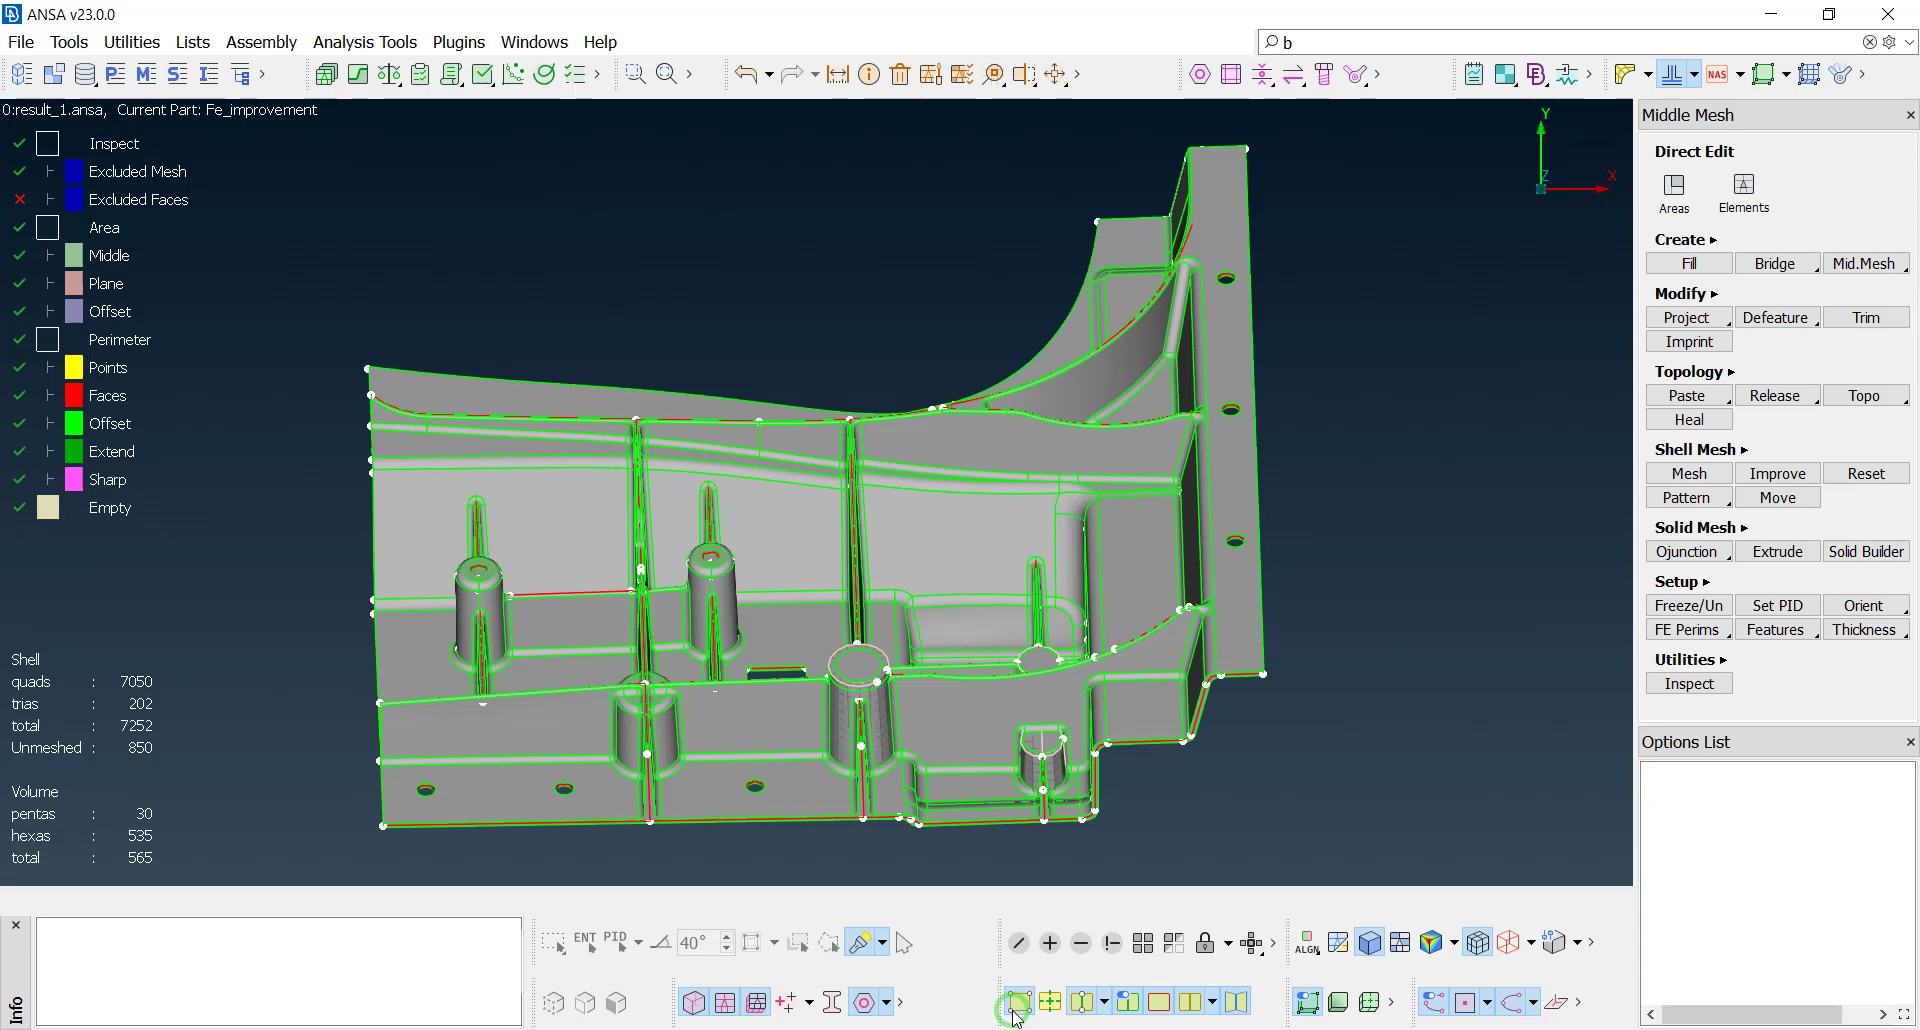 ANSA v23.0.0
File Tools Utilities Lists Assembly Analysis Tools Plugins Windows Help
b
NAS
0:result_1.ansa, Current Part: Fe_improvement
Inspect
Excluded Mesh
Excluded Faces
Area
Middle
Plane
Offset
Perimeter
Points
Faces
Offset
Extend
Sharp
Empty
Shell
quads : 7050
trias : 202
total : 7252
Unmeshed : 850
Volume
pentas : 30
hexas : 535
total : 565
Y
X
Z
Middle Mesh
Direct Edit
Areas Elements
Create
Fill Bridge Mid.Mesh
Modify
Project Defeature Trim
Imprint
Topology
Paste Release Topo
Heal
Shell Mesh
Mesh Improve Reset
Pattern Move
Solid Mesh
Ojunction Extrude Solid Builder
Setup
Freeze/Un Set PID Orient
FE Perims Features Thickness
Utilities
Inspect
Options List
Info
ENT PID 40°
ALGN